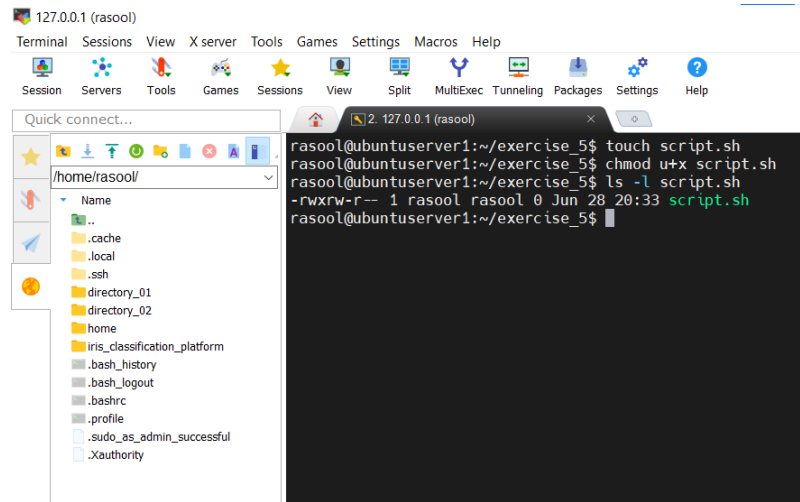 127.0.0.1 (rasool)
Terminal Sessions View X server Tools Games Settings Macros Help
Session Servers Tools Games Sessions View Split MultiExec Tunneling Packages Settings Help
Quick connect...
2. 127.0.0.1 (rasool)
/home/rasool/
Name
..
.cache
.local
.ssh
directory_01
directory_02
home
iris_classification_platform
.bash_history
.bash_logout
.bashrc
.profile
.sudo_as_admin_successful
.Xauthority
rasool@ubuntuserver1:~/exercise_5$ touch script.sh
rasool@ubuntuserver1:~/exercise_5$ chmod u+x script.sh
rasool@ubuntuserver1:~/exercise_5$ ls -l script.sh
-rwxrw-r-- 1 rasool rasool 0 Jun 28 20:33 script.sh
rasool@ubuntuserver1:~/exercise_5$